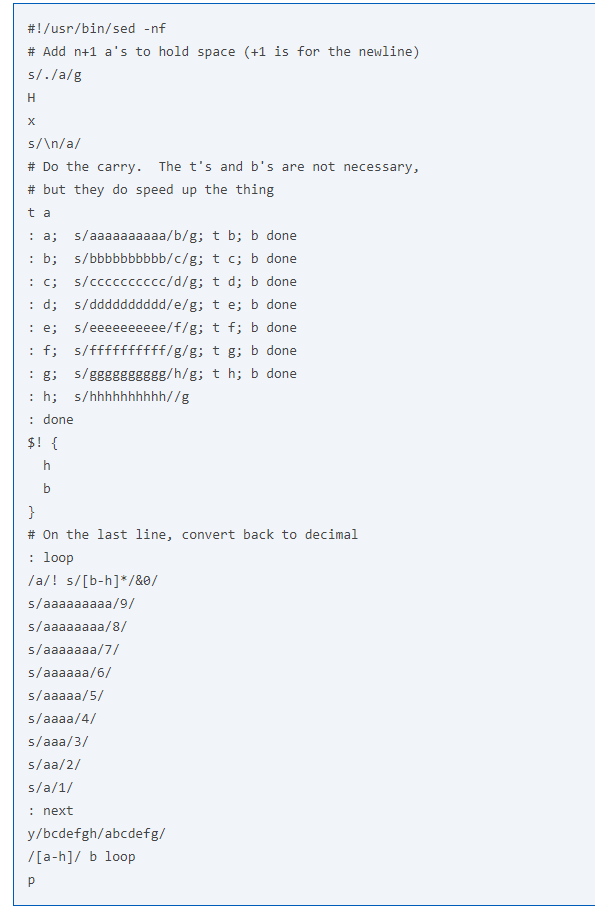 #!/usr/bin/sed -nf
# Add n+1 a's to hold space (+1 is for the newline)
s/./a/g
H
x
s/\n/a/
# Do the carry.  The t's and b's are not necessary,
# but they do speed up the thing
t a
: a;  s/aaaaaaaaaa/b/g; t b; b done
: b;  s/bbbbbbbbbb/c/g; t c; b done
: c;  s/cccccccccc/d/g; t d; b done
: d;  s/dddddddddd/e/g; t e; b done
: e;  s/eeeeeeeeee/f/g; t f; b done
: f;  s/ffffffffff/g/g; t g; b done
: g;  s/gggggggggg/h/g; t h; b done
: h;  s/hhhhhhhhhh//g
: done
$! {
  h
  b
}
# On the last line, convert back to decimal
: loop
/a/! s/[b-h]*/&0/
s/aaaaaaaaa/9/
s/aaaaaaaa/8/
s/aaaaaaa/7/
s/aaaaaa/6/
s/aaaaa/5/
s/aaaa/4/
s/aaa/3/
s/aa/2/
s/a/1/
: next
y/bcdefgh/abcdefg/
/[a-h]/ b loop
p